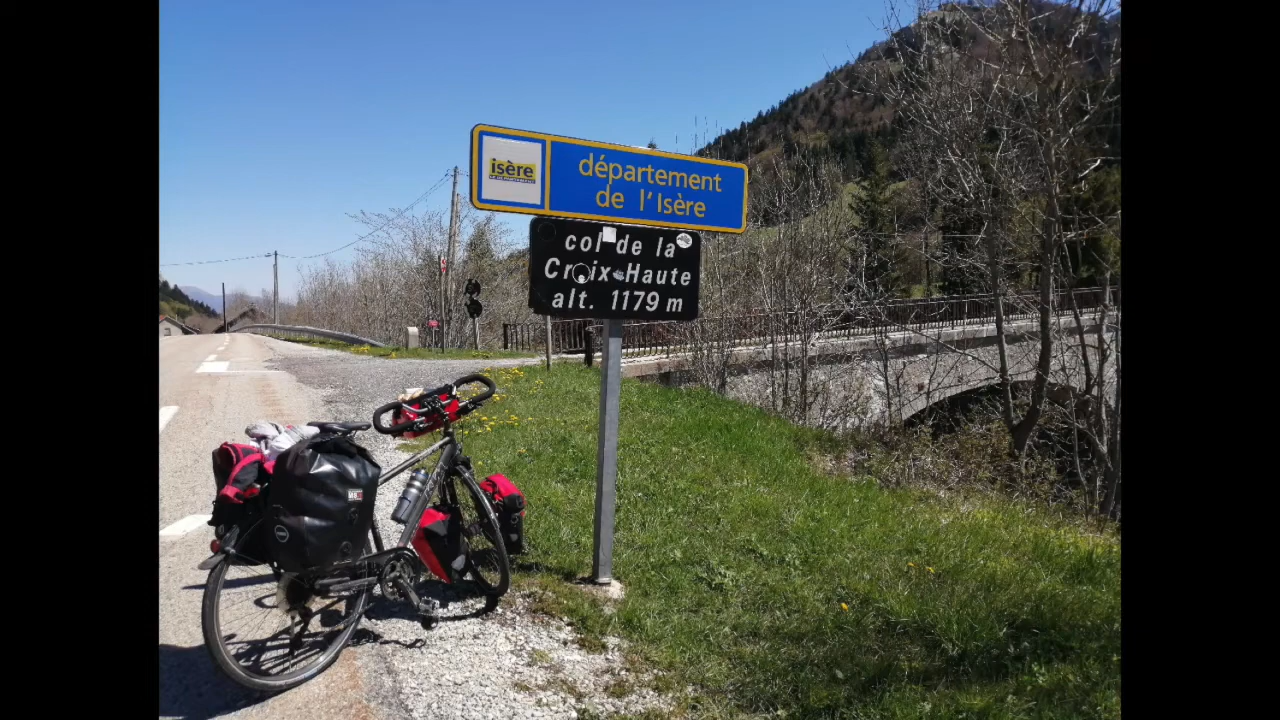 isère
département
de l'Isère
col de la
Croix-Haute
alt. 1179 m